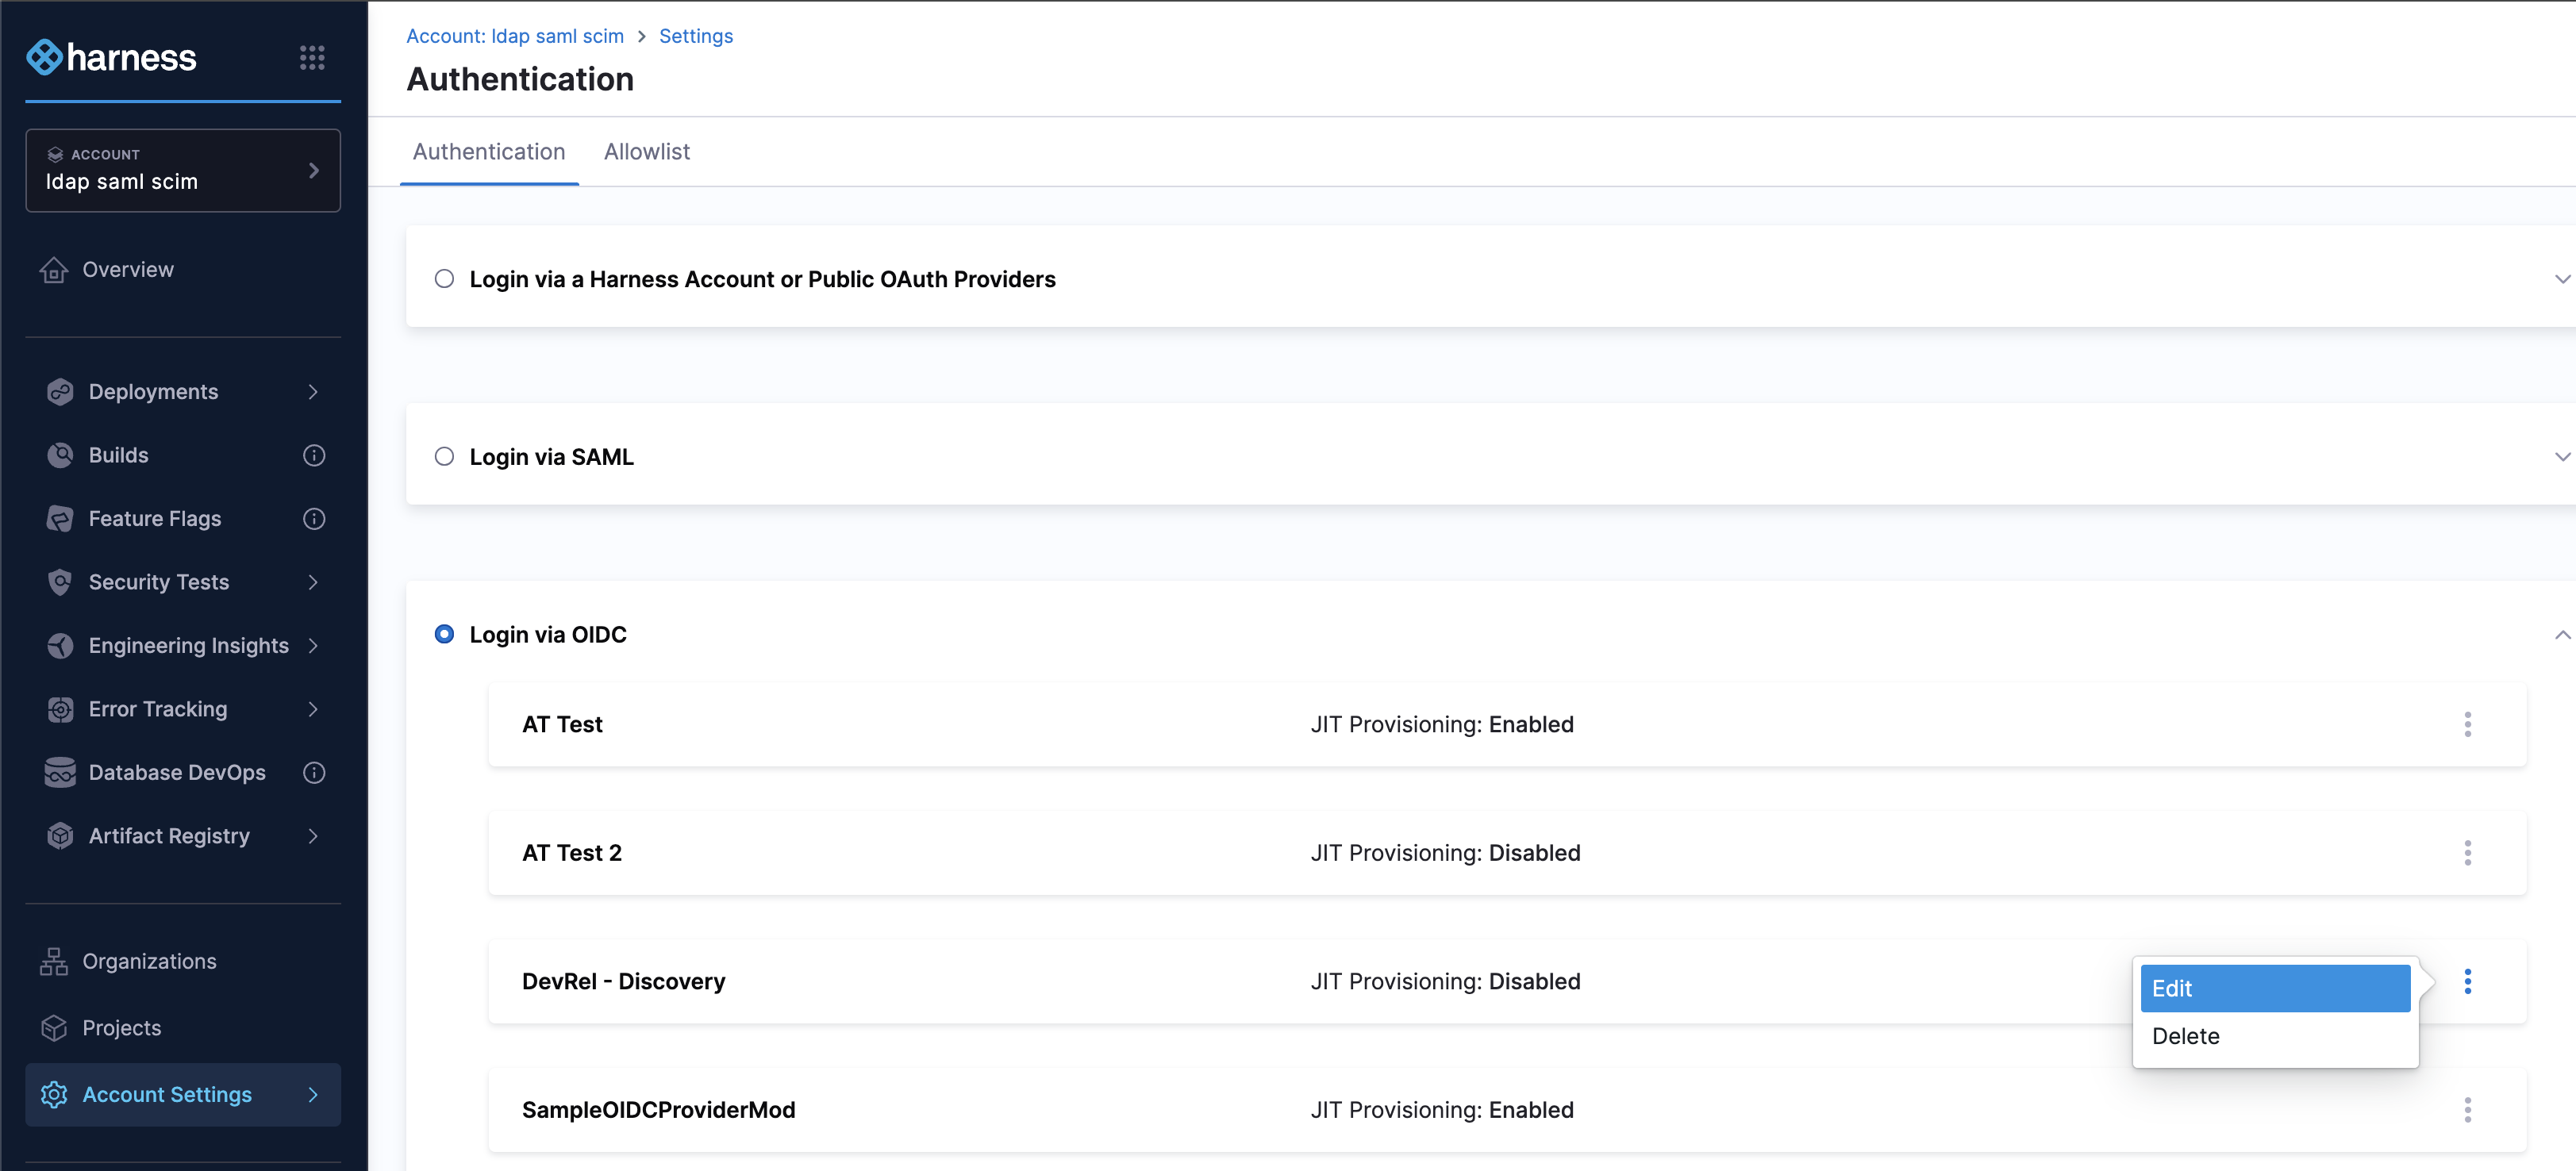 harness
ACCOUNT
ldap saml scim
Overview
Deployments
Builds
Feature Flags
Security Tests
Engineering Insights
Error Tracking
Database DevOps
Artifact Registry
Organizations
Projects
Account Settings
Account: ldap saml scim > Settings
Authentication
Authentication Allowlist
Login via a Harness Account or Public OAuth Providers
Login via SAML
Login via OIDC
AT Test JIT Provisioning: Enabled
AT Test 2 JIT Provisioning: Disabled
DevRel - Discovery JIT Provisioning: Disabled
Edit
Delete
SampleOIDCProviderMod JIT Provisioning: Enabled